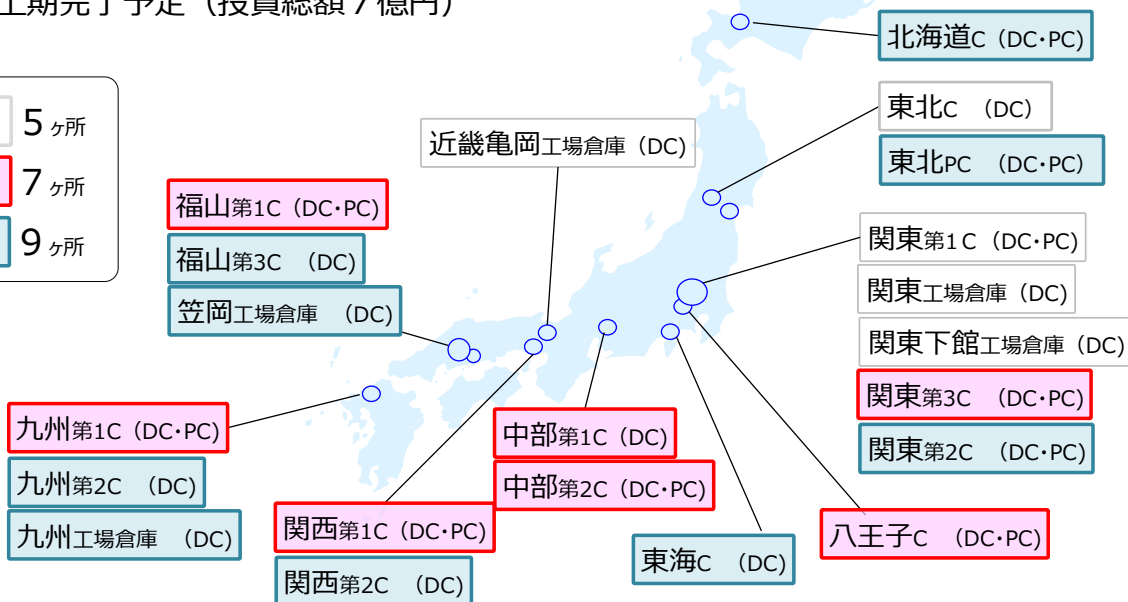 上期完了予定（投資総額７億円）
5 ヶ所
7 ヶ所
9 ヶ所
北海道C（DC・PC）
東北C （DC）
東北PC （DC・PC）
近畿亀岡工場倉庫（DC）
福山第1C（DC・PC）
福山第3C （DC）
笠岡工場倉庫 （DC）
関東第1C（DC・PC）
関東工場倉庫（DC）
関東下館工場倉庫（DC）
関東第3C （DC・PC）
関東第2C （DC・PC）
九州第1C（DC・PC）
九州第2C （DC）
九州工場倉庫 （DC）
中部第1C（DC）
中部第2C（DC・PC）
関西第1C（DC・PC）
関西第2C （DC）
東海C （DC）
八王子C （DC・PC）